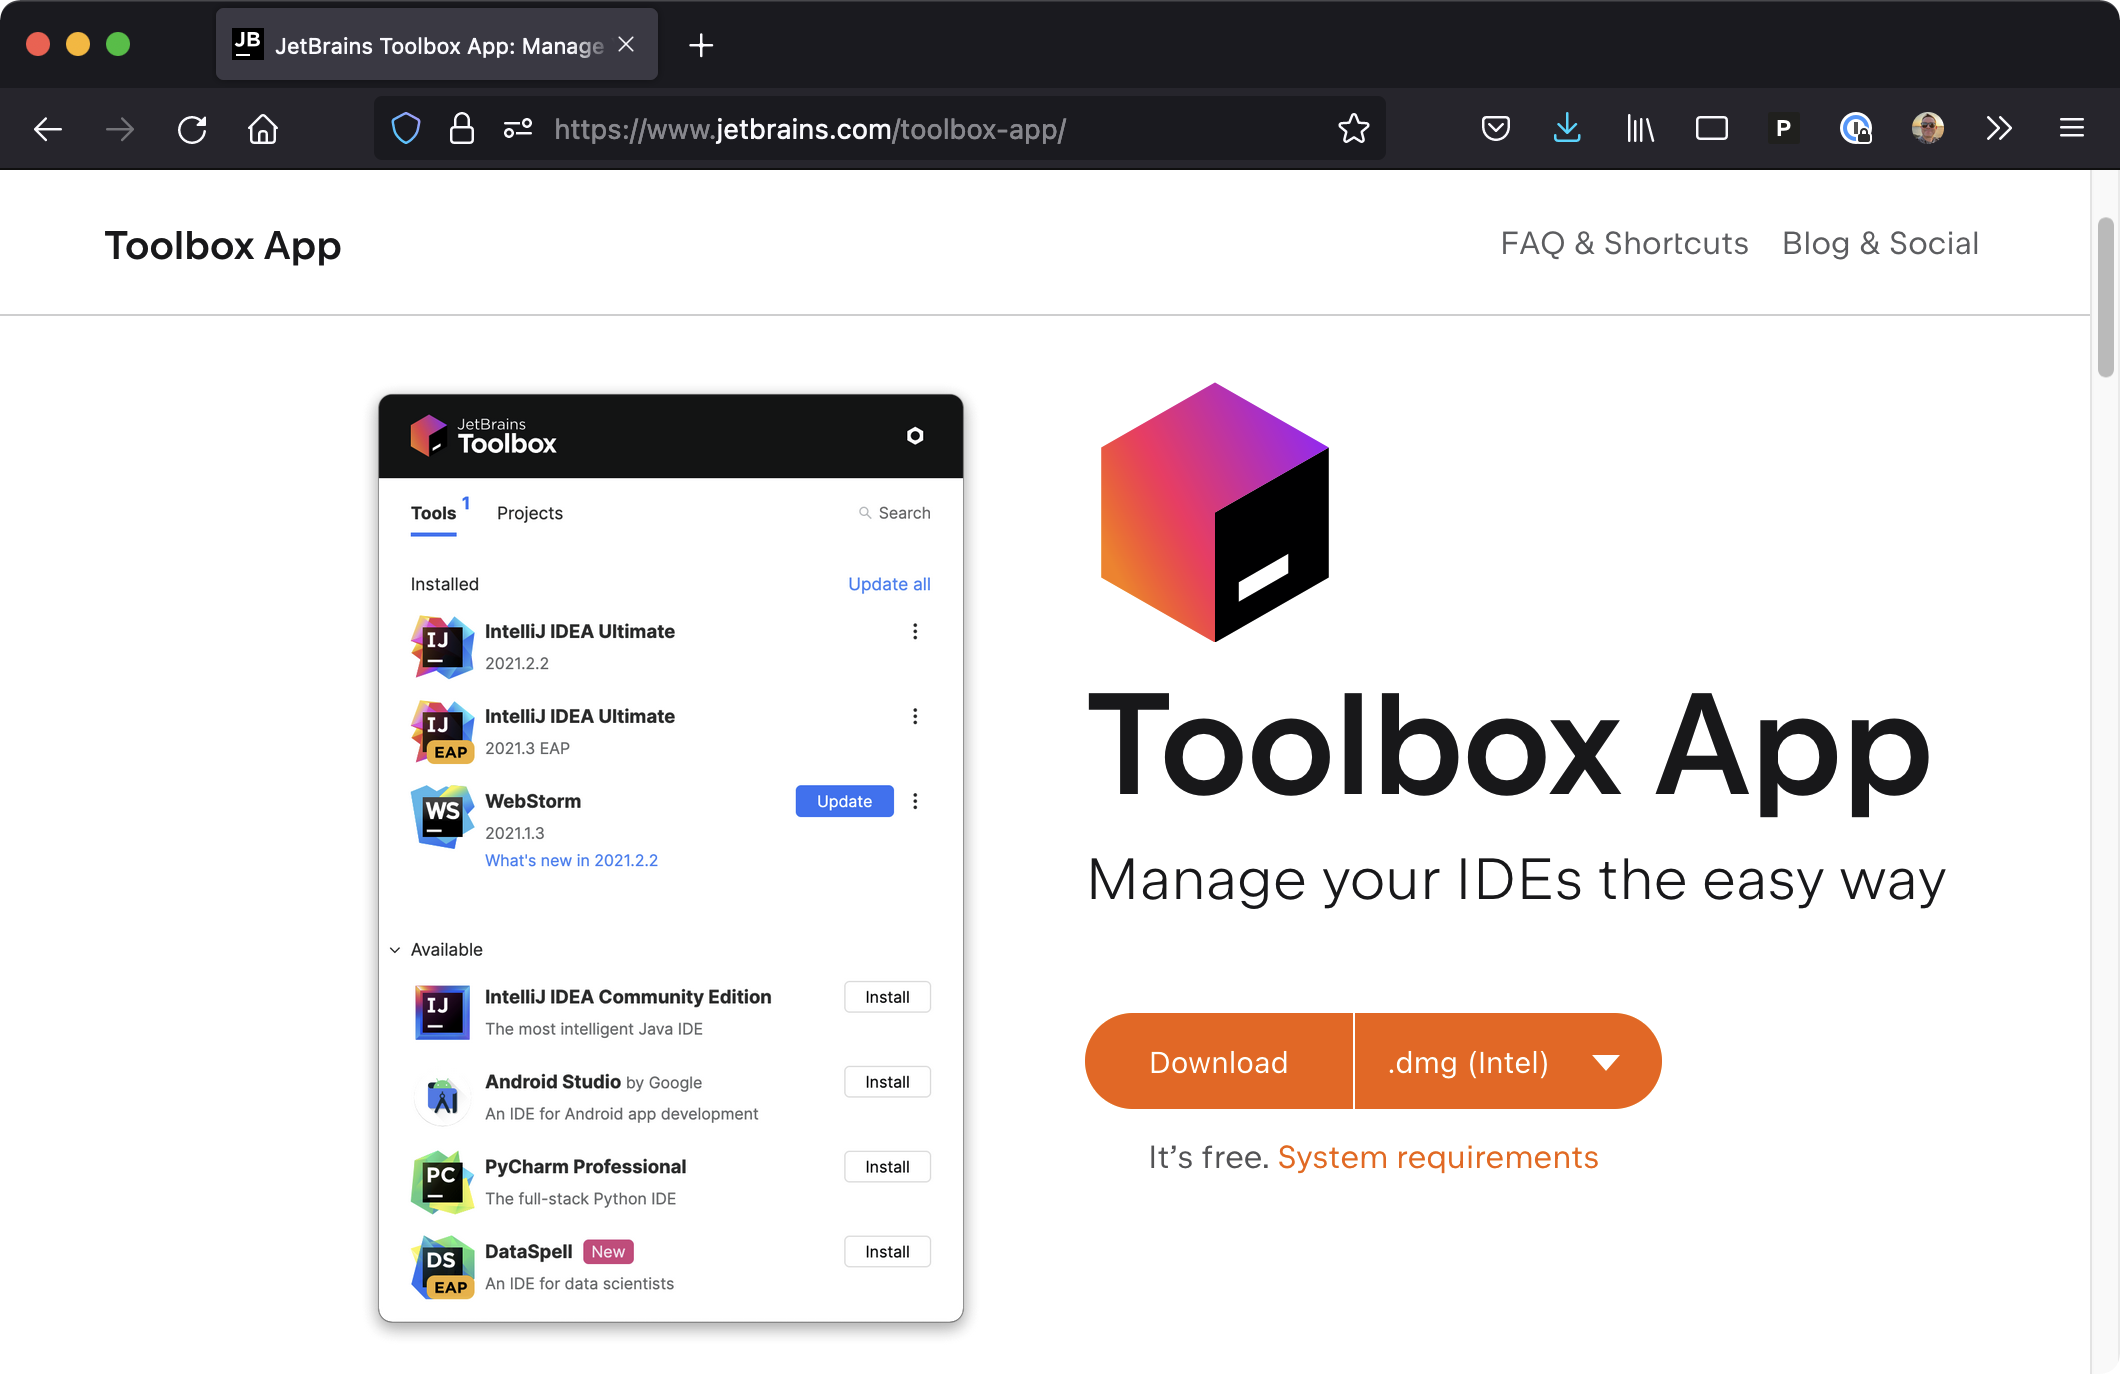 JB JetBrains Toolbox App: Manage
https://www.jetbrains.com/toolbox-app/
P
Toolbox App
FAQ & Shortcuts
Blog & Social
JetBrains
Toolbox
Tools 1
Projects
Search
Installed
Update all
IJ
IntelliJ IDEA Ultimate
2021.2.2
IJ
EAP
IntelliJ IDEA Ultimate
2021.3 EAP
WS
WebStorm
2021.1.3
What's new in 2021.2.2
Update
Available
IJ
IntelliJ IDEA Community Edition
The most intelligent Java IDE
Install
Android Studio by Google
An IDE for Android app development
Install
PC
PyCharm Professional
The full-stack Python IDE
Install
DS
EAP
DataSpell New
An IDE for data scientists
Install
Toolbox App
Manage your IDEs the easy way
Download
.dmg (Intel)
It’s free. System requirements